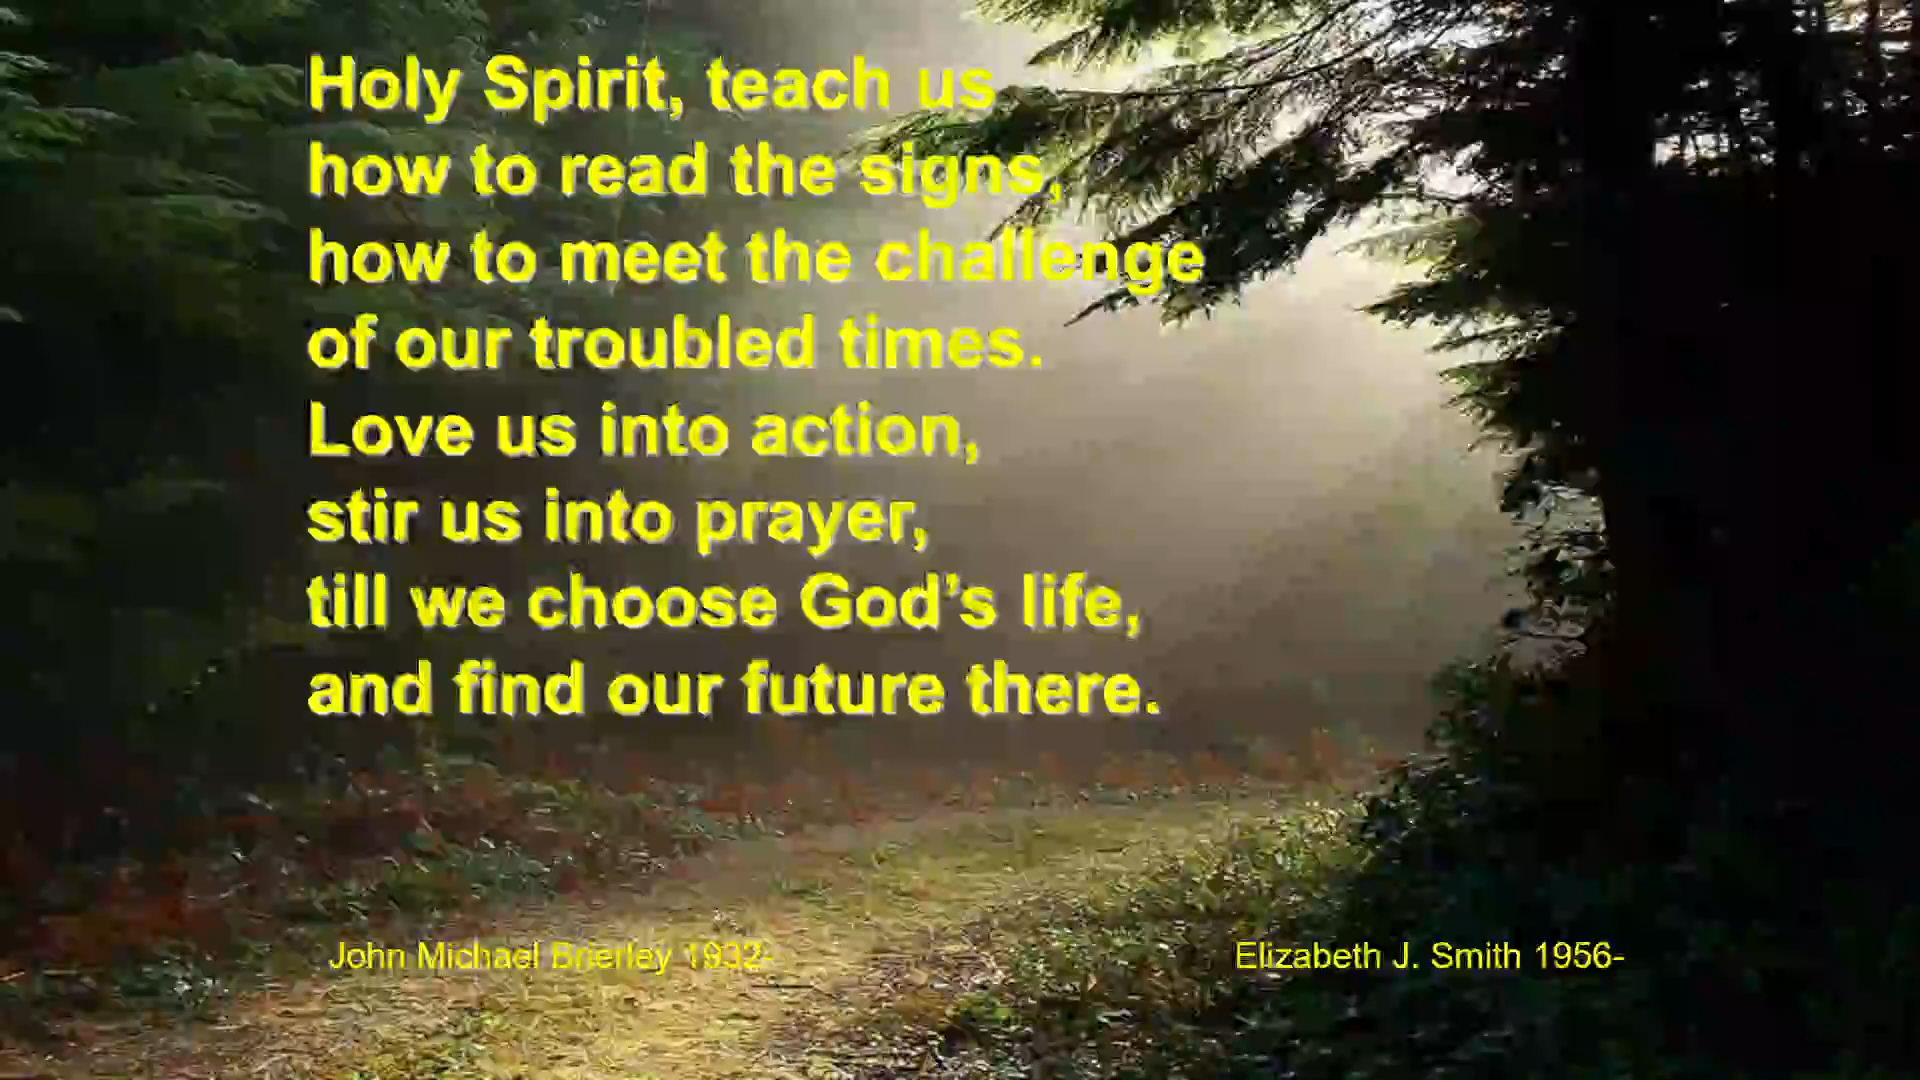 Holy Spirit, teach us
how to read the signs,
how to meet the challenge
of our troubled times.
Love us into action,
stir us into prayer,
till we choose God’s life,
and find our future there.
John Michael Brierley 1932-
Elizabeth J. Smith 1956-